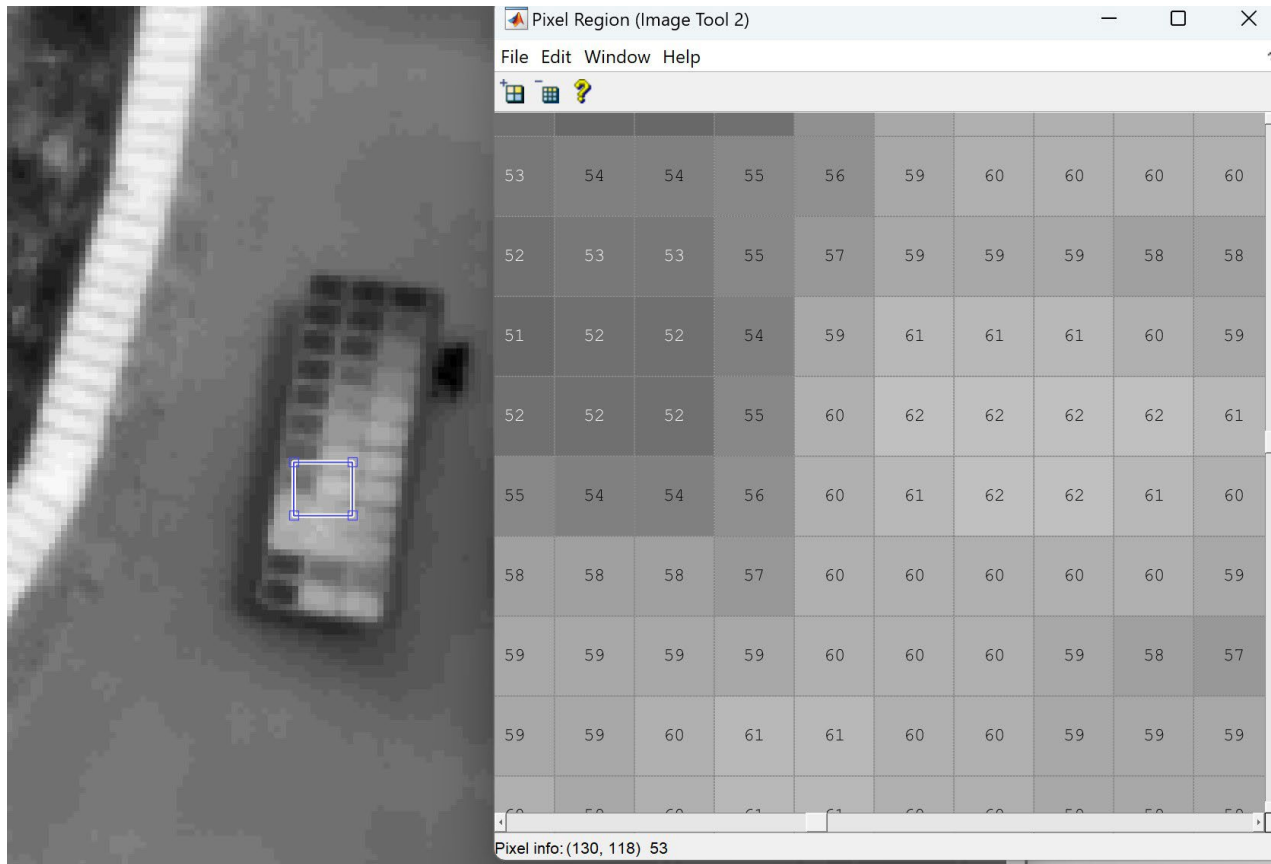 Pixel Region (Image Tool 2)
File Edit Window Help
53 54 54 55 56 59 60 60 60 60
52 53 53 55 57 59 59 59 58 58
51 52 52 54 59 61 61 61 60 59
52 52 52 55 60 62 62 62 62 61
55 54 54 56 60 61 62 62 61 60
58 58 58 57 60 60 60 60 60 59
59 59 59 59 60 60 60 59 58 57
59 59 60 61 61 60 60 59 59 59
Pixel info: (130, 118) 53